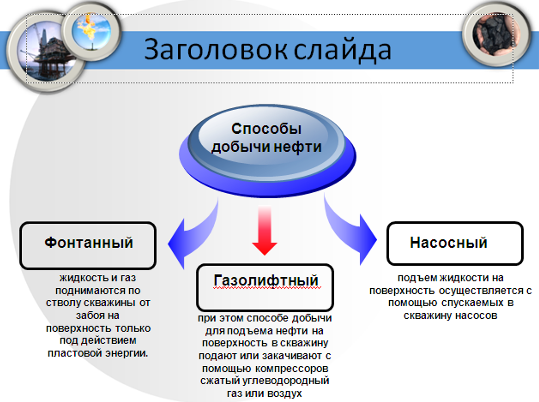 Заголовок слайда
Способы
добычи нефти
Фонтанный
жидкость и газ
поднимаются по
стволу скважины от
забоя на
поверхность только
под действием
пластовой энергии.
Газолифтный
при этом способе добычи
для подъема нефти на
поверхность в скважину
подают или закачивают с
помощью компрессоров
сжатый углеводородный
газ или воздух
Насосный
подъем жидкости на
поверхность осуществляется с
помощью спускаемых в
скважину насосов